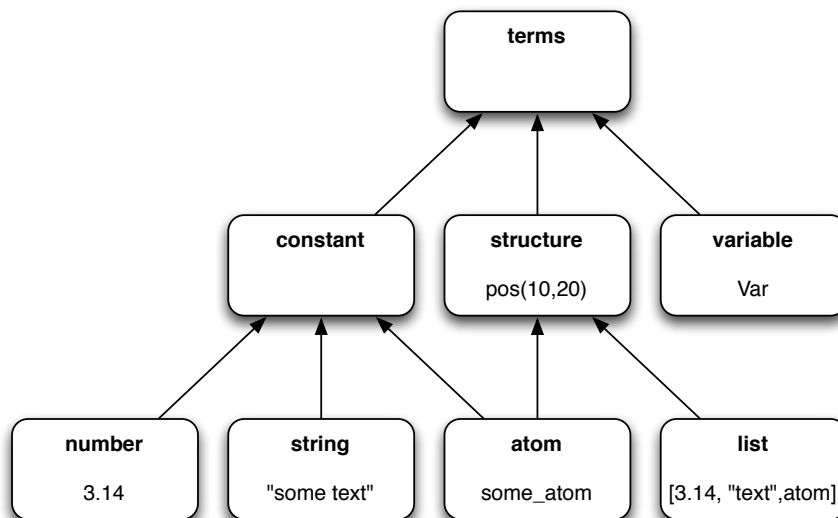 terms
constant
structure
pos(10,20)
variable
Var
number
3.14
string
"some text"
atom
some_atom
list
[3.14, "text",atom]